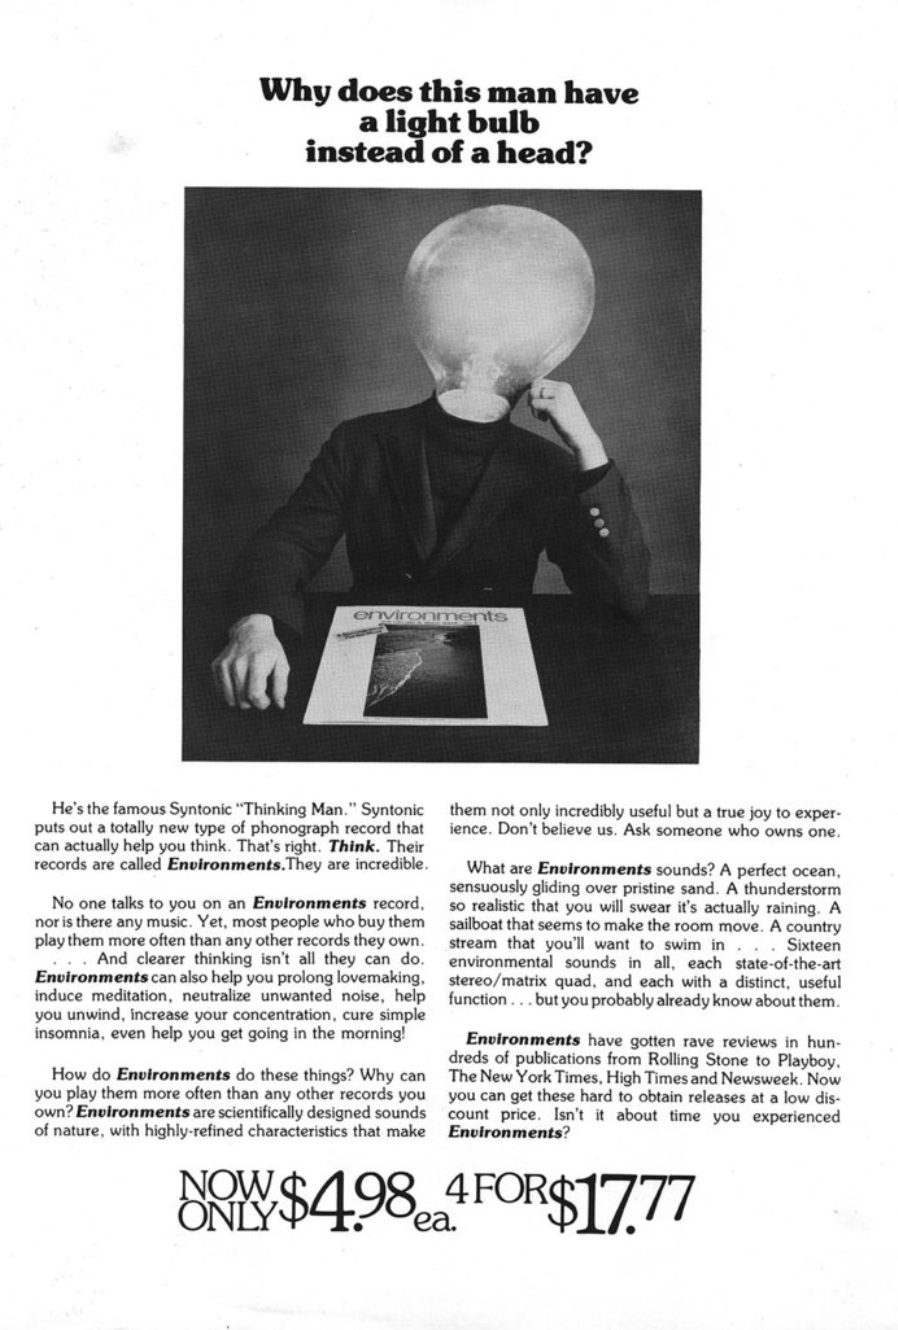 Why does this man have
a light bulb
instead of a head?
environments
He's the famous Syntonic "Thinking Man." Syntonic
puts out a totally new type of phonograph record that
can actually help you think. That's right. Think. Their
records are called Environments.They are incredible.
No one talks to you on an Environments record,
nor is there any music. Yet, most people who buy them
play them more often than any other records they own.
. . . And clearer thinking isn't all they can do.
Environments can also help you prolong lovemaking,
induce meditation, neutralize unwanted noise, help
you unwind, increase your concentration, cure simple
insomnia, even help you get going in the morning!
How do Environments do these things? Why can
you play them more often than any other records you
own? Environments are scientifically designed sounds
of nature, with highly-refined characteristics that make
them not only incredibly useful but a true joy to exper-
ience. Don't believe us. Ask someone who owns one.
What are Environments sounds? A perfect ocean,
sensuously gliding over pristine sand. A thunderstorm
so realistic that you will swear it's actually raining. A
sailboat that seems to make the room move. A country
stream that you'll want to swim in . . . Sixteen
environmental sounds in all, each state-of-the-art
stereo/matrix quad, and each with a distinct, useful
function . . . but you probably already know about them.
Environments have gotten rave reviews in hun-
dreds of publications from Rolling Stone to Playboy,
The New York Times, High Times and Newsweek. Now
you can get these hard to obtain releases at a low dis-
count price. Isn't it about time you experienced
Environments?
NOW ONLY $4.98 ea. 4 FOR $17.77